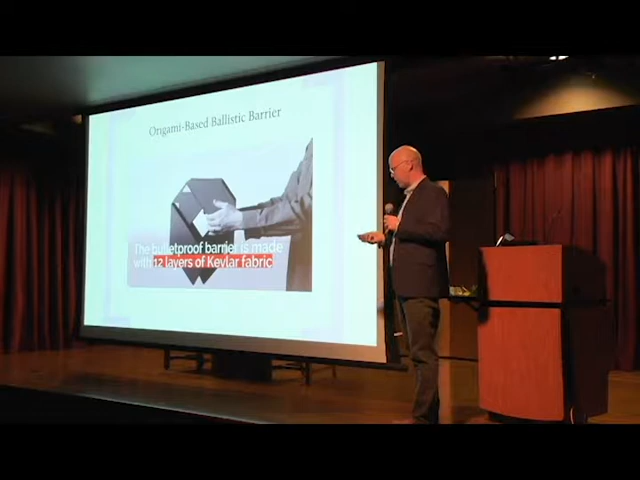 Origami-Based Ballistic Barrier
The bulletproof barrier is made
with 12 layers of Kevlar fabric